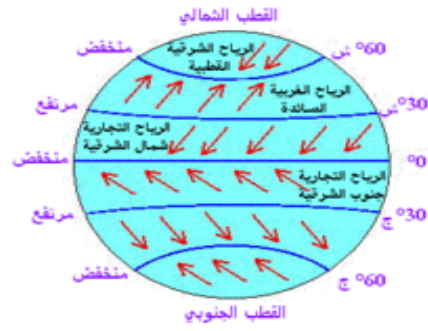 القطب الشمالي
منخفض
الرياح الشرقية
القطبية
60° ش
الرياح الغربية
السائدة
مرتفع
30° ش
الرياح التجارية
شمال الشرقية
منخفض
0°
الرياح التجارية
جنوب الشرقية
مرتفع
30° ج
منخفض
60° ج
القطب الجنوبي